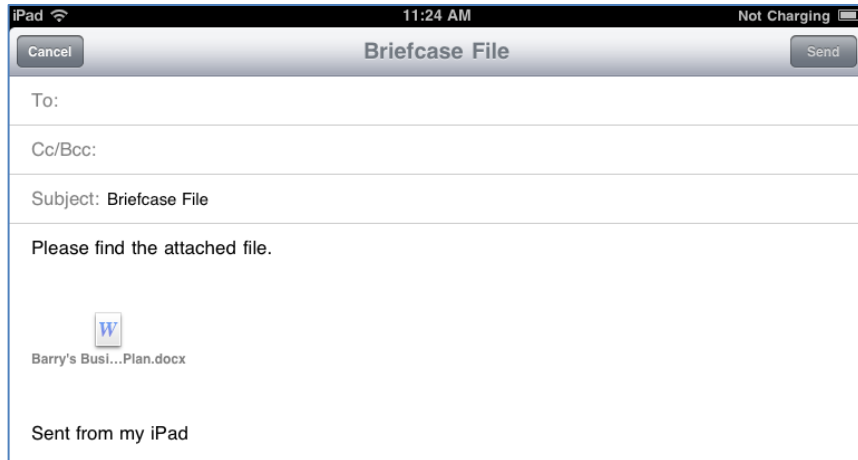 iPad 11:24 AM Not Charging
Cancel Briefcase File Send
To:
Cc/Bcc:
Subject: Briefcase File
Please find the attached file.
W
Barry's Busi...Plan.docx
Sent from my iPad